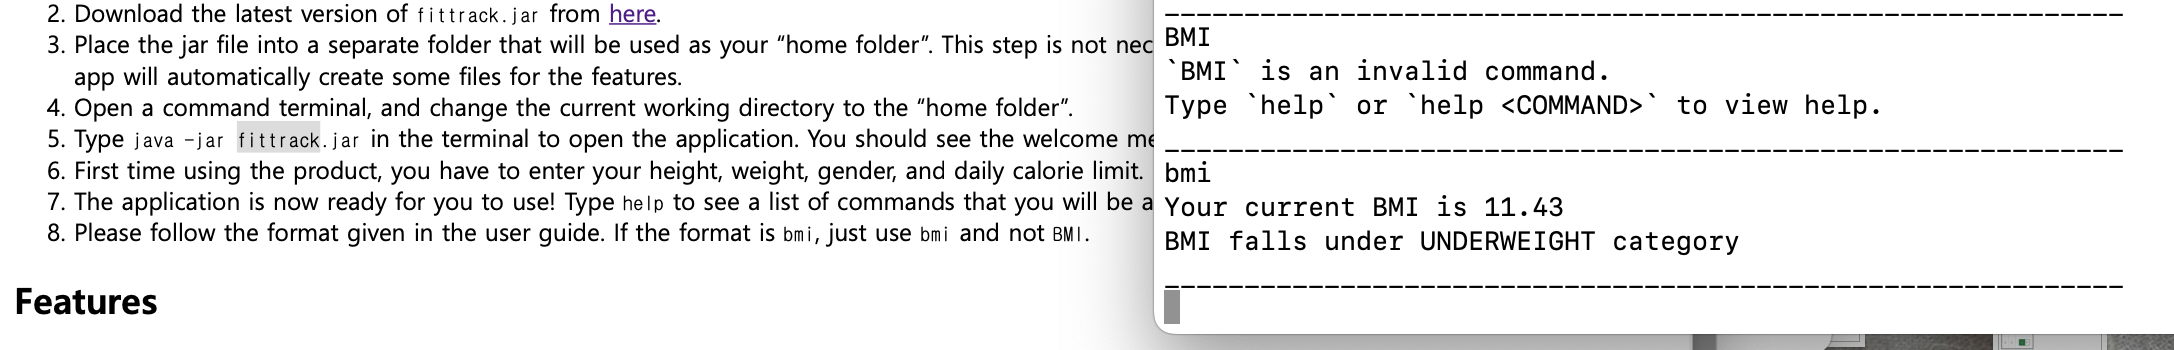 2. Download the latest version of fittrack.jar from here.
3. Place the jar file into a separate folder that will be used as your “home folder”. This step is not nec
app will automatically create some files for the features.
4. Open a command terminal, and change the current working directory to the “home folder”.
5. Type java -jar fittrack.jar in the terminal to open the application. You should see the welcome me
6. First time using the product, you have to enter your height, weight, gender, and daily calorie limit.
7. The application is now ready for you to use! Type help to see a list of commands that you will be a
8. Please follow the format given in the user guide. If the format is bmi, just use bmi and not BMI.
Features
____________________________________________________________
BMI
`BMI` is an invalid command.
Type `help` or `help <COMMAND>` to view help.
____________________________________________________________
bmi
Your current BMI is 11.43
BMI falls under UNDERWEIGHT category
____________________________________________________________